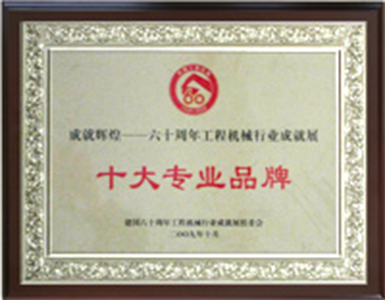 成就辉煌——六十周年工程机械行业成就展
十大专业品牌
建国六十周年工程机械行业成就展组委会
二〇〇九年十月